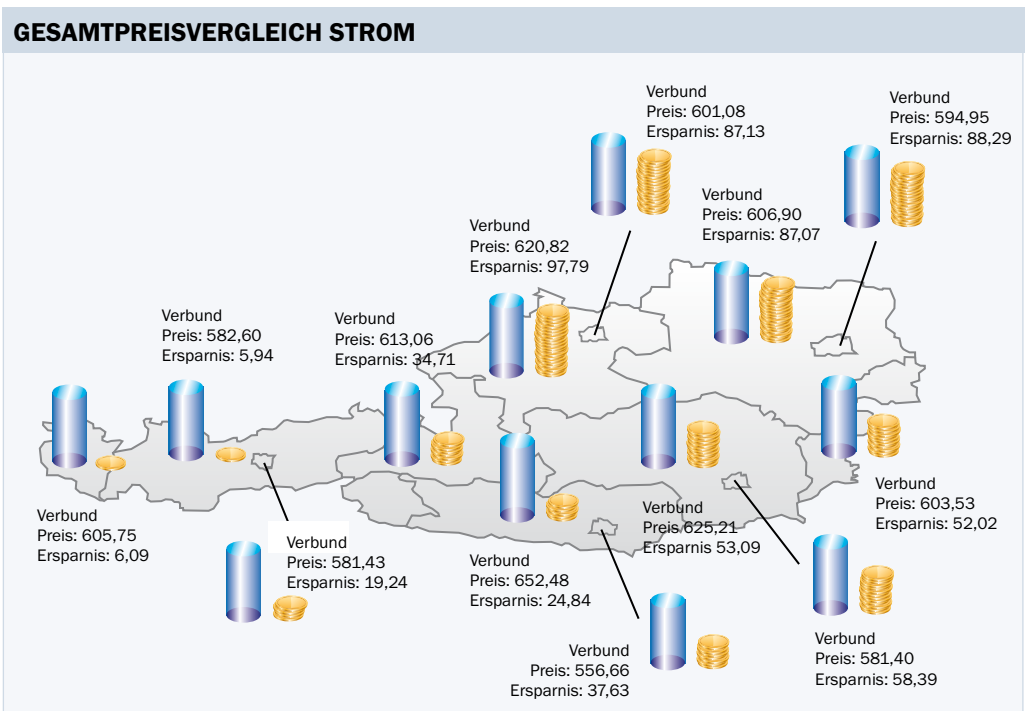 GESAMTPREISVERGLEICH STROM
Verbund
Preis: 601,08
Ersparnis: 87,13
Verbund
Preis: 594,95
Ersparnis: 88,29
Verbund
Preis: 606,90
Ersparnis: 87,07
Verbund
Preis: 620,82
Ersparnis: 97,79
Verbund
Preis: 582,60
Ersparnis: 5,94
Verbund
Preis: 613,06
Ersparnis: 34,71
Verbund
Preis: 605,75
Ersparnis: 6,09
Verbund
Preis: 581,43
Ersparnis: 19,24
Verbund
Preis: 652,48
Ersparnis: 24,84
Verbund
Preis 625,21
Ersparnis 53,09
Verbund
Preis: 603,53
Ersparnis: 52,02
Verbund
Preis: 556,66
Ersparnis: 37,63
Verbund
Preis: 581,40
Ersparnis: 58,39